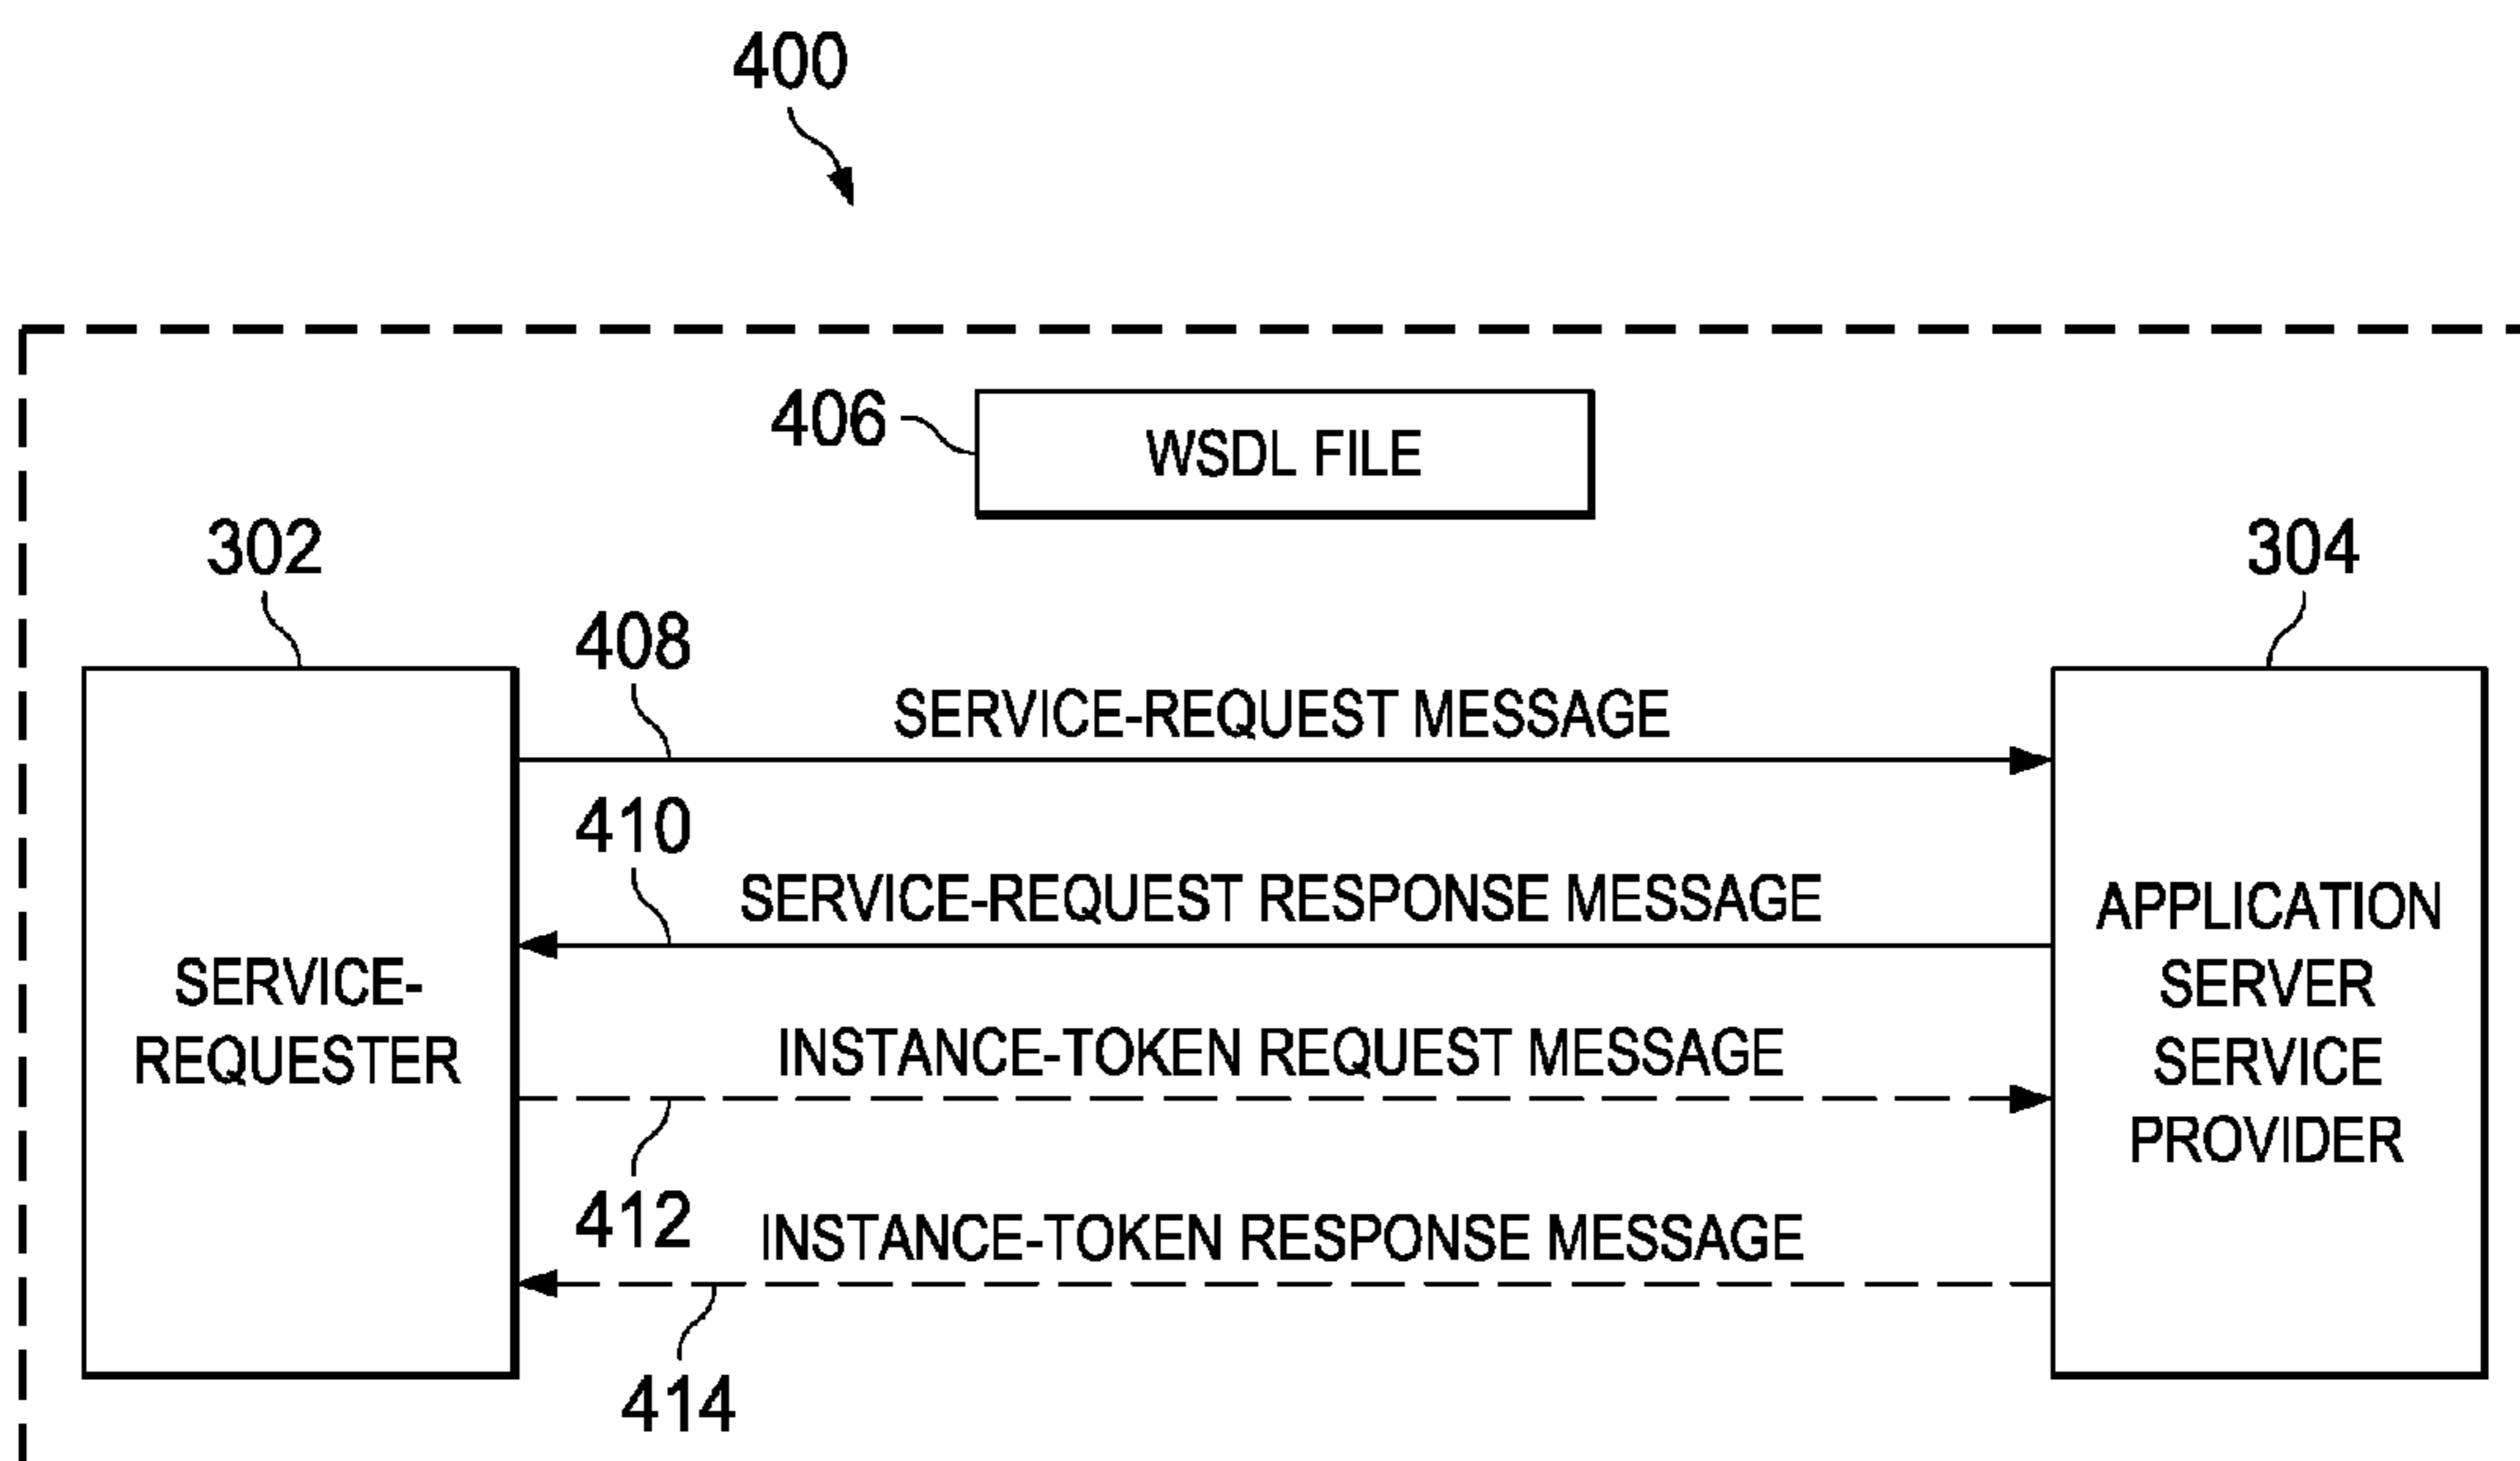 400
406
WSDL FILE
302
304
408
SERVICE-REQUEST MESSAGE
410
SERVICE-REQUEST RESPONSE MESSAGE
SERVICE-
REQUESTER
APPLICATION
SERVER
SERVICE
PROVIDER
INSTANCE-TOKEN REQUEST MESSAGE
412
INSTANCE-TOKEN RESPONSE MESSAGE
414